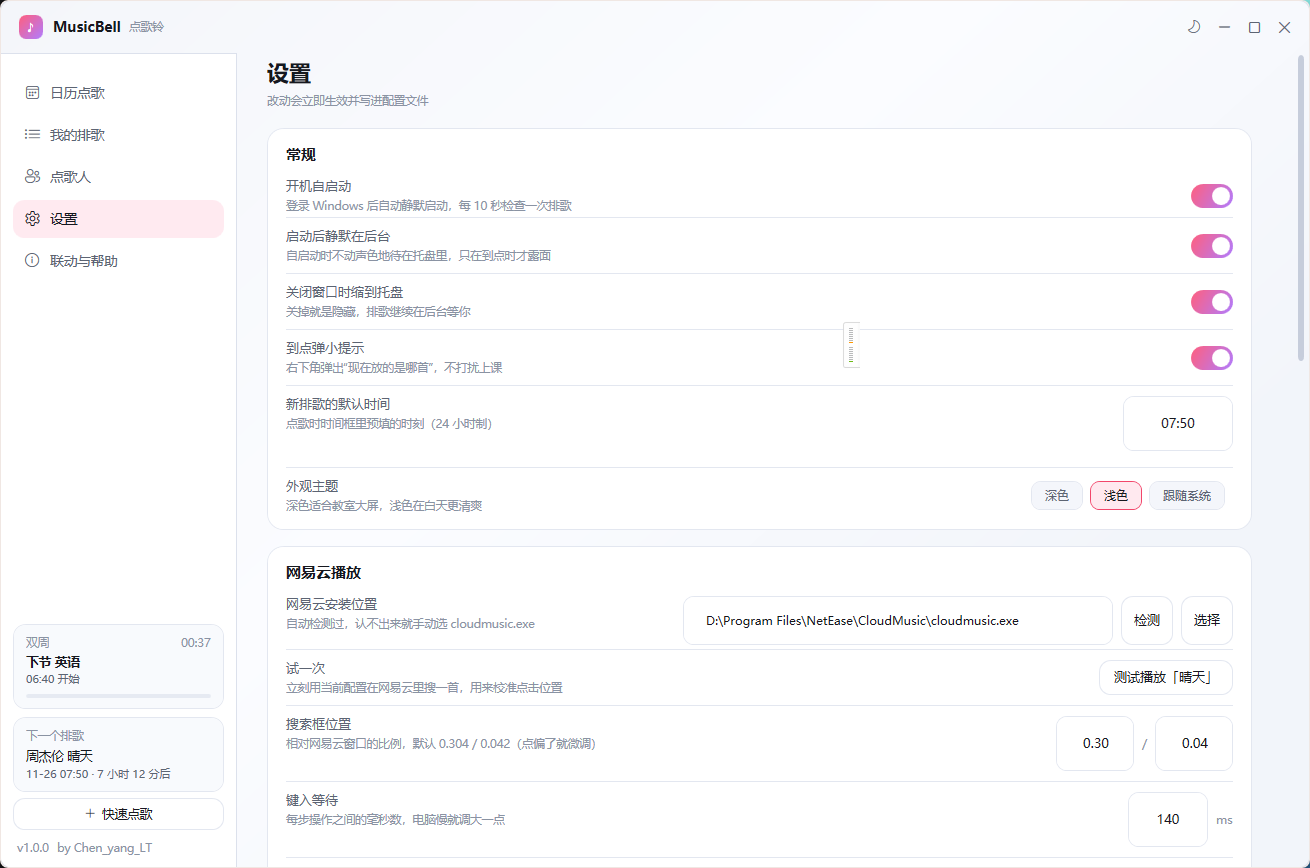 MusicBell 点歌铃
日历点歌
我的排歌
点歌人
设置
联动与帮助
双周 00:37
下节 英语
06:40 开始
下一个排歌
周杰伦 晴天
11-26 07:50 · 7 小时 12 分后
+ 快速点歌
v1.0.0 by Chen_yang_LT
设置
改动会立即生效并写进配置文件
常规
开机自启动
登录 Windows 后自动静默启动，每 10 秒检查一次排歌
启动后静默在后台
自启动时不动声色地待在托盘里，只在到点时才露面
关闭窗口时缩到托盘
关掉就是隐藏，排歌继续在后台等你
到点弹小提示
右下角弹出“现在放的是哪首”，不打扰上课
新排歌的默认时间
点歌时时间框里预填的时刻（24 小时制）
07:50
外观主题
深色适合教室大屏，浅色在白天更清爽
深色 浅色 跟随系统
网易云播放
网易云安装位置
自动检测过，认不出来就手动选 cloudmusic.exe
D:\Program Files\NetEase\CloudMusic\cloudmusic.exe 检测 选择
试一次
立刻用当前配置在网易云里搜一首，用来校准点击位置
测试播放「晴天」
搜索框位置
相对网易云窗口的比例，默认 0.304 / 0.042（点偏了就微调）
0.30 / 0.04
键入等待
每步操作之间的毫秒数，电脑慢就调大一点
140 ms